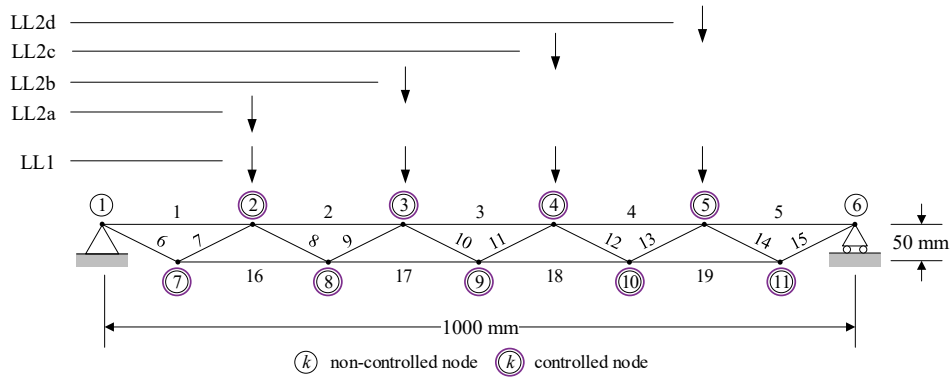 LL2d
LL2c
LL2b
LL2a
LL1
1 2 3 4 5 6
1 2 3 4 5
6 7 8 9 10 11 12 13 14 15
50 mm
7 16 8 17 9 18 10 19 11
1000 mm
k non-controlled node k controlled node